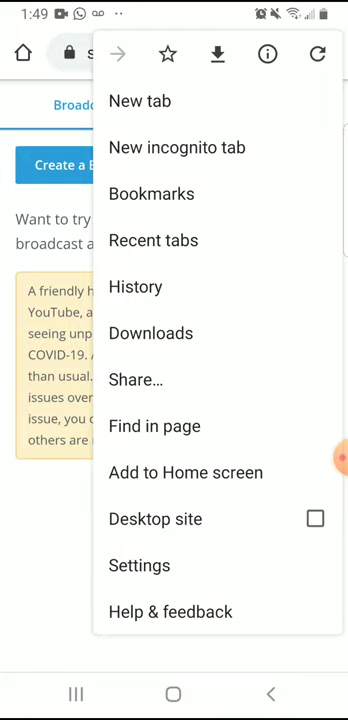 1:49
s
New tab
Broadc
New incognito tab
Create a B
Bookmarks
Want to try
Recent tabs
broadcast a
History
A friendly h
YouTube, a
Downloads
seeing unp
COVID-19. A
Share...
than usual.
issues over
Find in page
issue, you c
others are
Add to Home screen
Desktop site
Settings
Help & feedback